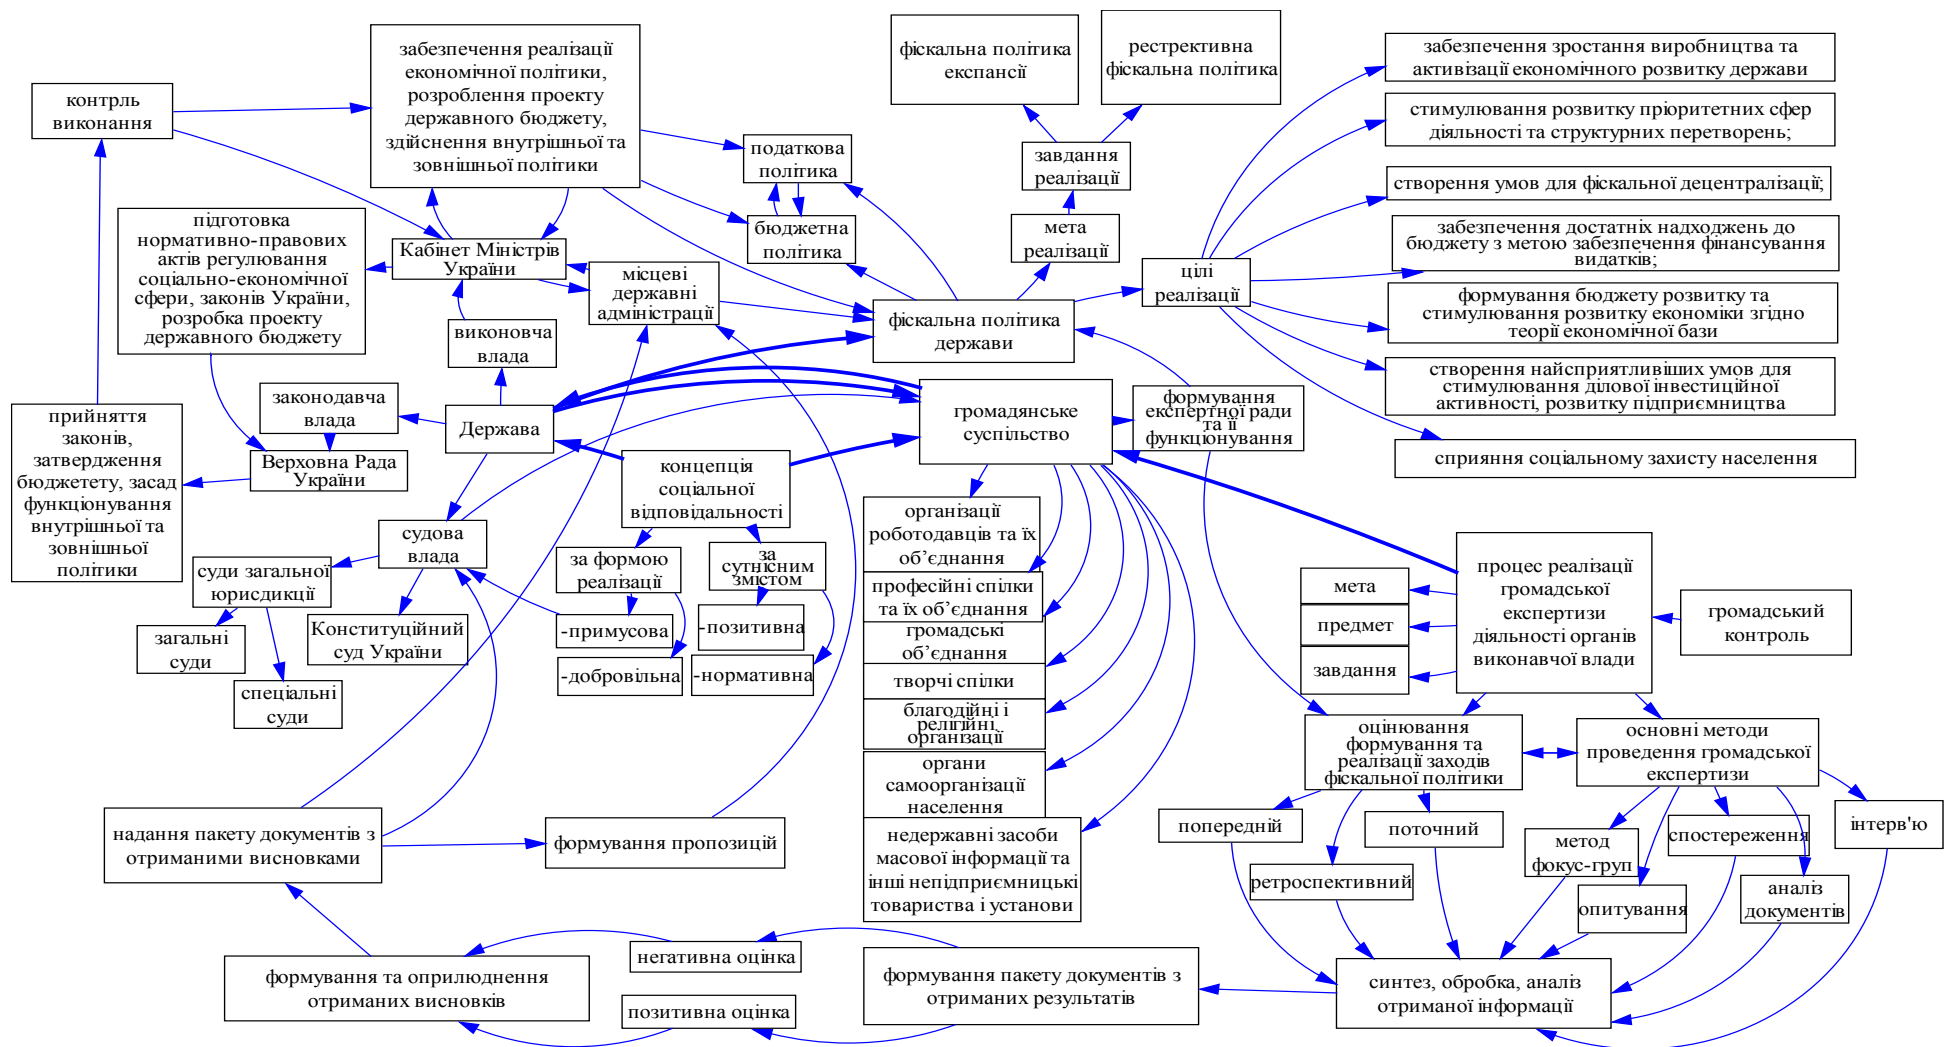 забезпечення реалізації
економічної політики,
розроблення проекту
державного бюджету,
здійснення внутрішньої та
зовнішньої політики
фіскальна політика
експансії
рестрективна
фіскальна політика
забезпечення зростання виробництва та
активізації економічного розвитку держави
контрль
виконання
стимулювання розвитку пріоритетних сфер
діяльності та структурних перетворень;
податкова
політика
завдання
реалізації
створення умов для фіскальної децентралізації;
підготовка
нормативно-правових
актів регулювання
соціально-економічної
сфери, законів України,
розробка проекту
державного бюджету
бюджетна
політика
мета
реалізації
забезпечення достатніх надходжень до
бюджету з метою забезпечення фінансування
видатків;
Кабінет Міністрів
України
місцеві
державні
адміністрації
цілі
реалізації
формування бюджету розвитку та
стимулювання розвитку економіки згідно
теорії економічної бази
виконовча
влада
фіскальна політика
держави
створення найсприятливіших умов для
стимулювання ділової інвестиційної
активності, розвитку підприємництва
законодавча
влада
прийняття
законів,
затвердження
бюджетету, засад
функціонування
внутрішньої та
зовнішньої
політики
Держава
громадянське
суспільство
формування
експертної ради
та її
функціонування
Верховна Рада
України
концепція
соціальної
відповідальності
сприяння соціальному захисту населення
судова
влада
організації
роботодавців та їх
об’єднання
суди загальної
юрисдикції
за формою
реалізації
за
сутнісним
змістом
професійні спілки
та їх об’єднання
мета
процес реалізації
громадської
експертизи
діяльності органів
виконавчої влади
громадський
контроль
загальні
суди
Конституційний
суд України
-примусова
-позитивна
громадські
об’єднання
предмет
-добровільна
-нормативна
творчі спілки
завдання
спеціальні
суди
благодійні і
релігійні
організації
оцінювання
формування та
реалізації заходів
фіскальної політики
основні методи
проведення громадської
експертизи
органи
самоорганізації
населення
надання пакету документів з
отриманими висновками
формування пропозицій
недержавні засоби
масової інформації та
інші непідприємницькі
товариства і установи
попередній
поточний
метод
фокус-груп
спостереження
інтерв'ю
ретроспективний
опитування
аналіз
документів
негативна оцінка
формування та оприлюднення
отриманих висновків
формування пакету документів з
отриманих результатів
синтез, обробка, аналіз
отриманої інформації
позитивна оцінка